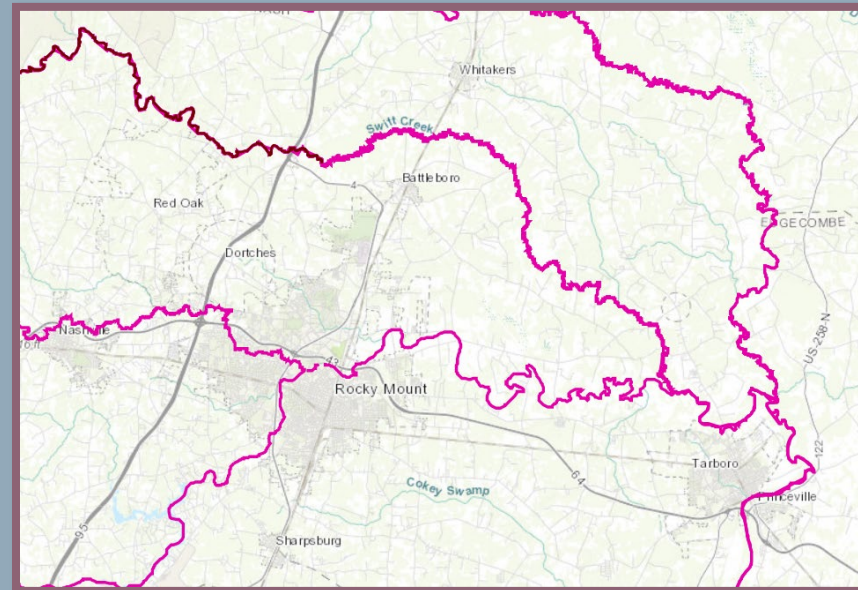 Whitakers
Swift Creek
Battleboro
4
Red Oak
EDGECOMBE
Dortches
US-258-N
Nashville
43
Rocky Mount
122
Tarboro
64
Cokey Swamp
Princeville
95
Sharpsburg